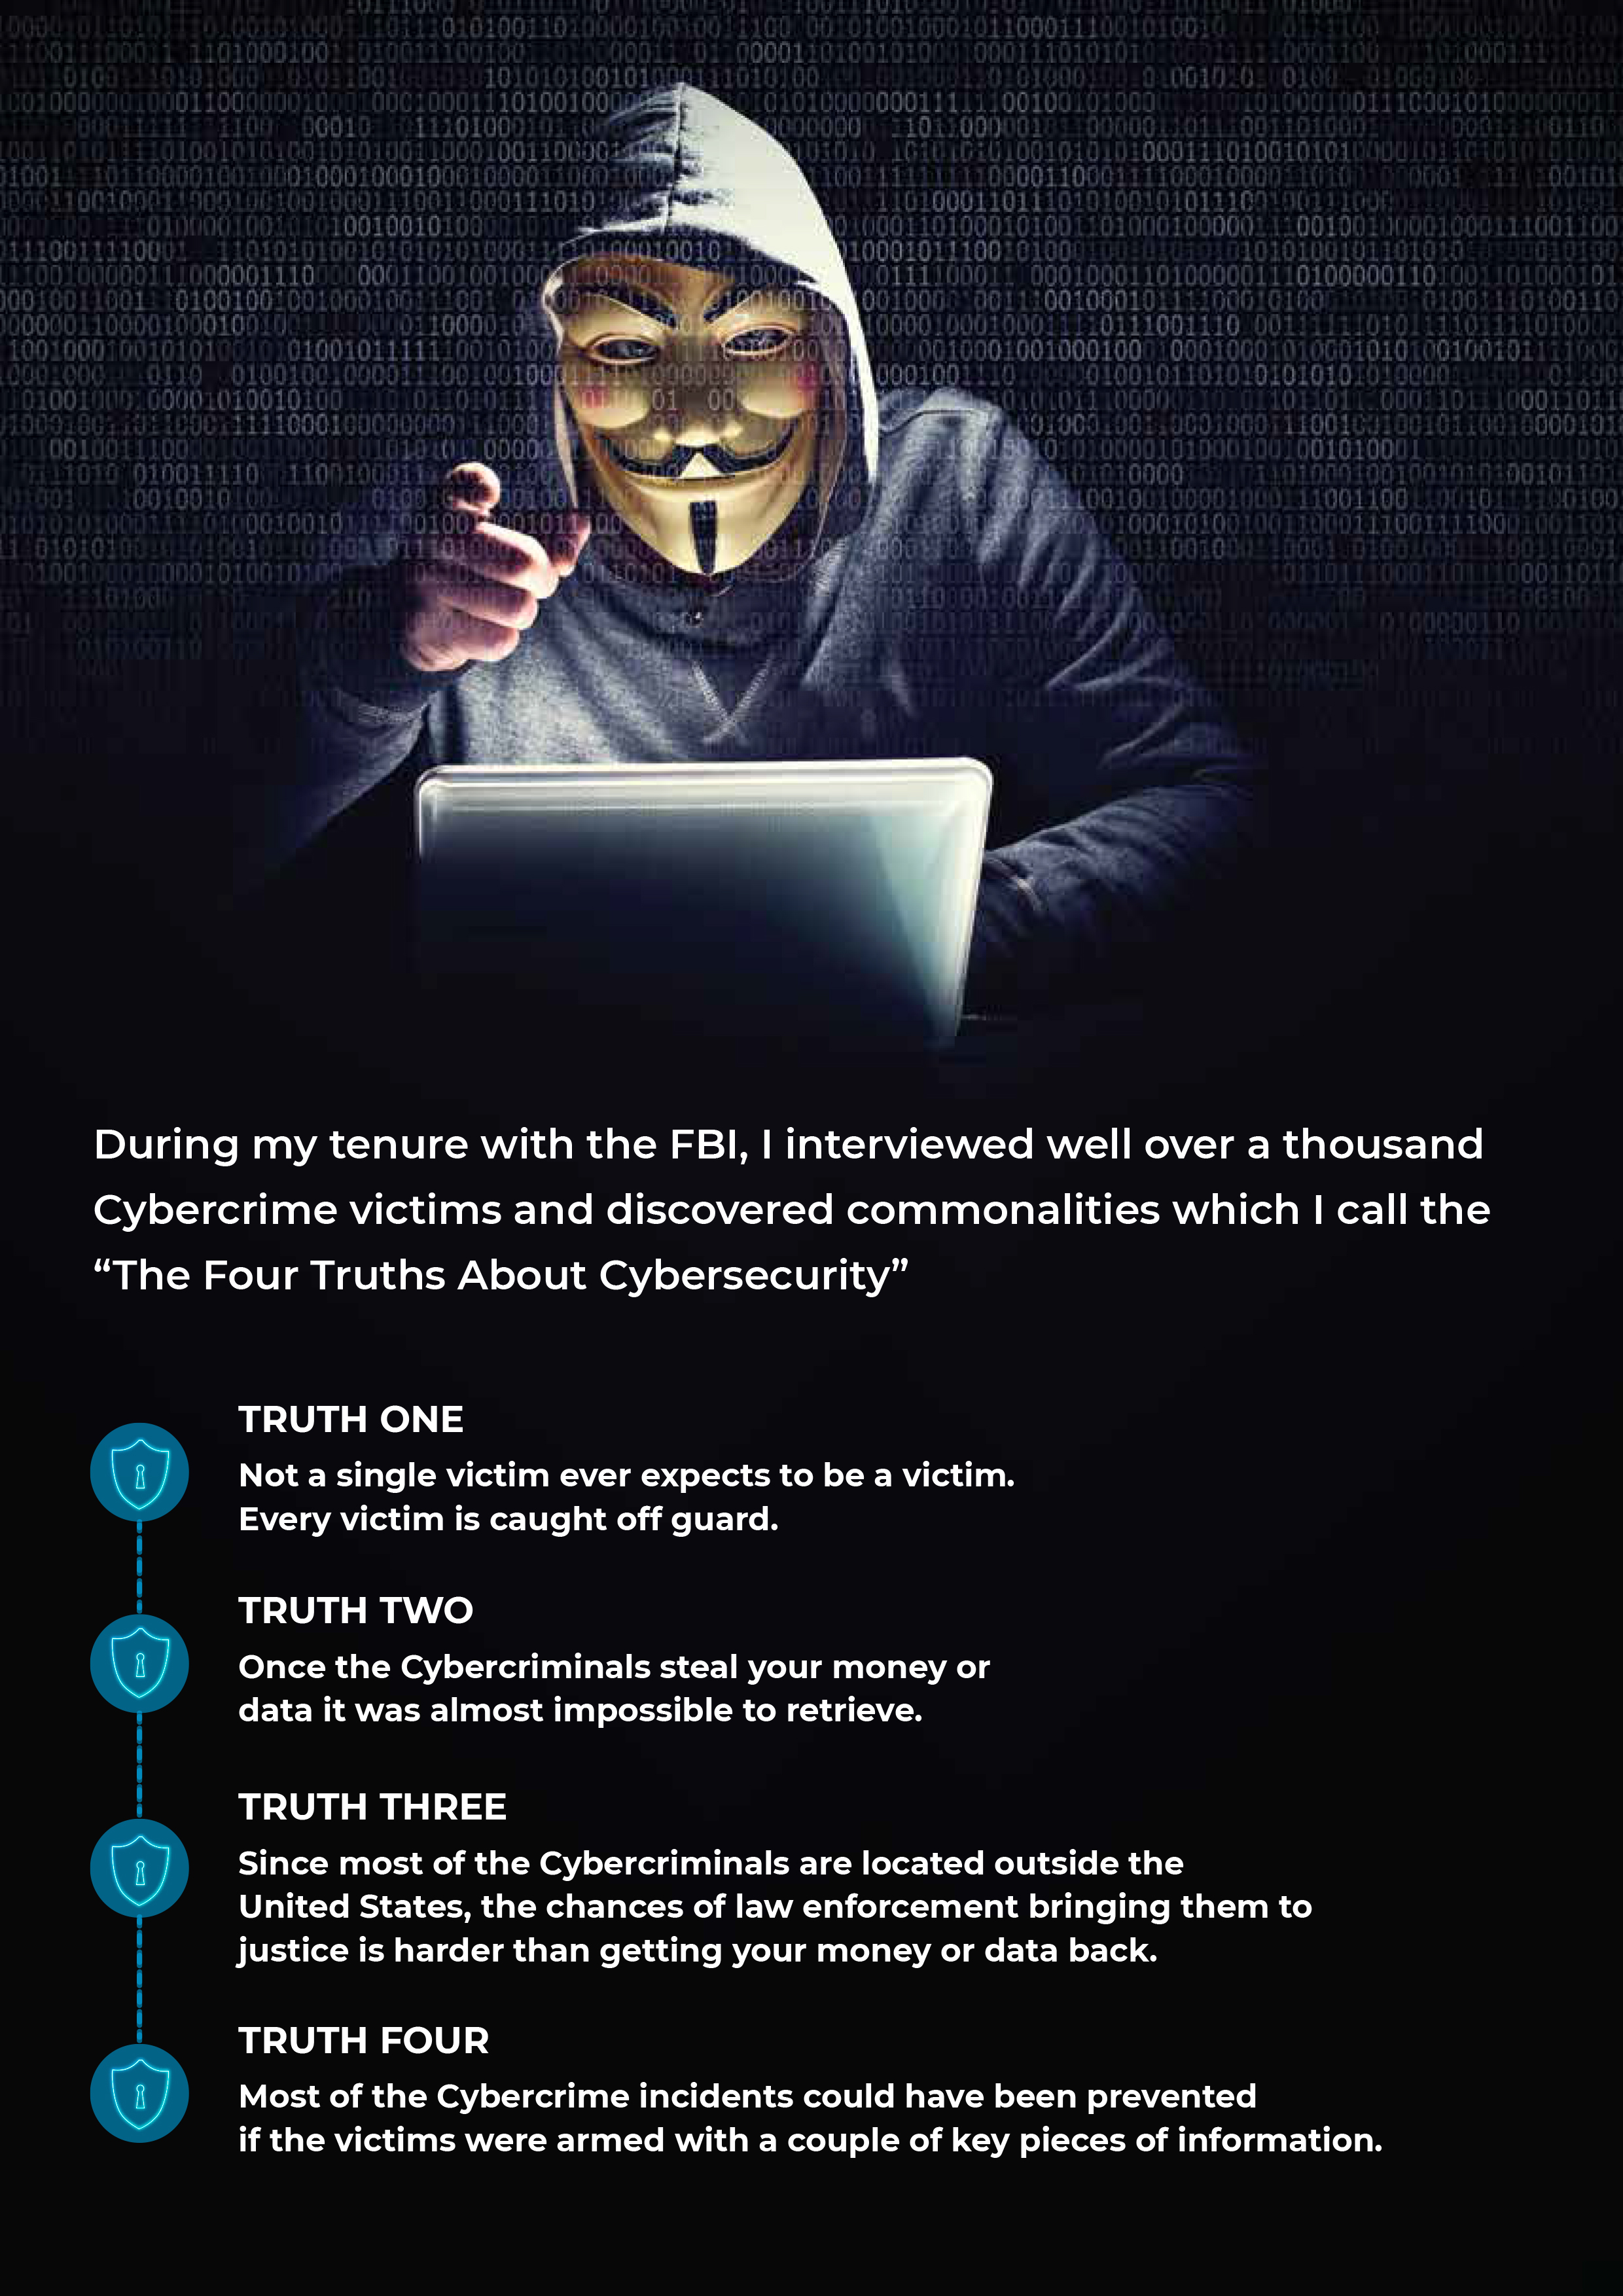 During my tenure with the FBI, I interviewed well over a thousand
Cybercrime victims and discovered commonalities which I call the
“The Four Truths About Cybersecurity”
TRUTH ONE
Not a single victim ever expects to be a victim.
Every victim is caught off guard.
TRUTH TWO
Once the Cybercriminals steal your money or
data it was almost impossible to retrieve.
TRUTH THREE
Since most of the Cybercriminals are located outside the
United States, the chances of law enforcement bringing them to
justice is harder than getting your money or data back.
TRUTH FOUR
Most of the Cybercrime incidents could have been prevented
if the victims were armed with a couple of key pieces of information.